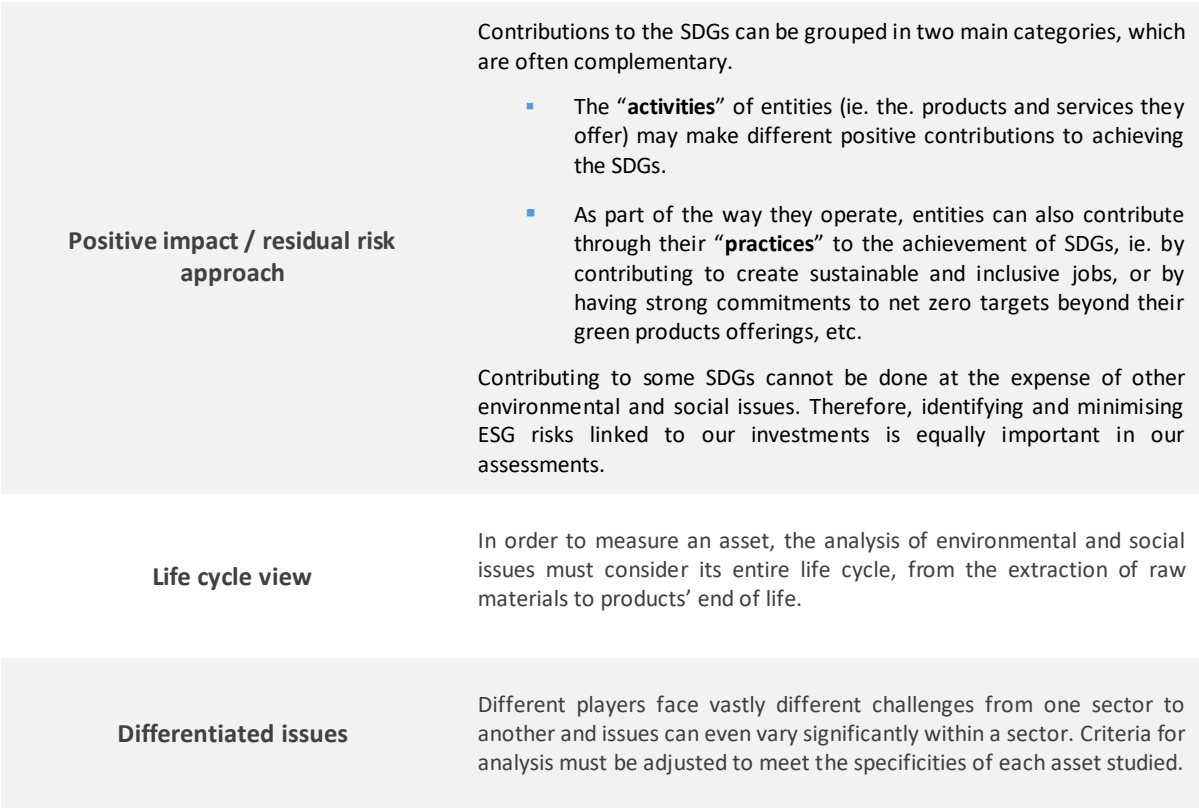 Positive impact / residual risk
approach
Contributions to the SDGs can be grouped in two main categories, which
are often complementary.
▪ The “activities” of entities (ie. the. products and services they
offer) may make different positive contributions to achieving
the SDGs.
▪ As part of the way they operate, entities can also contribute
through their “practices” to the achievement of SDGs, ie. by
contributing to create sustainable and inclusive jobs, or by
having strong commitments to net zero targets beyond their
green products offerings, etc.
Contributing to some SDGs cannot be done at the expense of other
environmental and social issues. Therefore, identifying and minimising
ESG risks linked to our investments is equally important in our
assessments.
Life cycle view
In order to measure an asset, the analysis of environmental and social
issues must consider its entire life cycle, from the extraction of raw
materials to products’ end of life.
Differentiated issues
Different players face vastly different challenges from one sector to
another and issues can even vary significantly within a sector. Criteria for
analysis must be adjusted to meet the specificities of each asset studied.